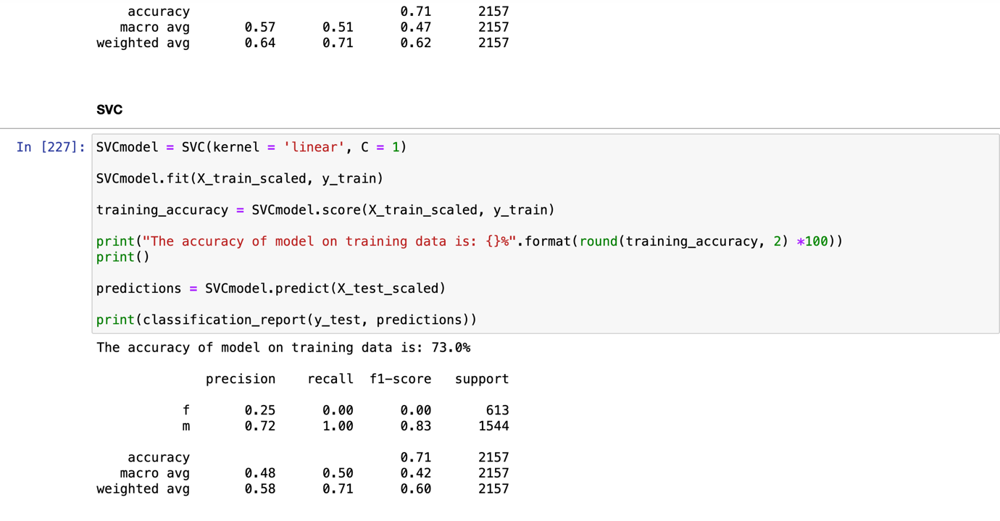 accuracy 0.71 2157
macro avg 0.57 0.51 0.47 2157
weighted avg 0.64 0.71 0.62 2157
SVC
In [227]: SVCmodel = SVC(kernel = 'linear', C = 1)
SVCmodel.fit(X_train_scaled, y_train)
training_accuracy = SVCmodel.score(X_train_scaled, y_train)
print("The accuracy of model on training data is: {}%".format(round(training_accuracy, 2) *100))
print()
predictions = SVCmodel.predict(X_test_scaled)
print(classification_report(y_test, predictions))
The accuracy of model on training data is: 73.0%
precision recall f1-score support
f 0.25 0.00 0.00 613
m 0.72 1.00 0.83 1544
accuracy 0.71 2157
macro avg 0.48 0.50 0.42 2157
weighted avg 0.58 0.71 0.60 2157